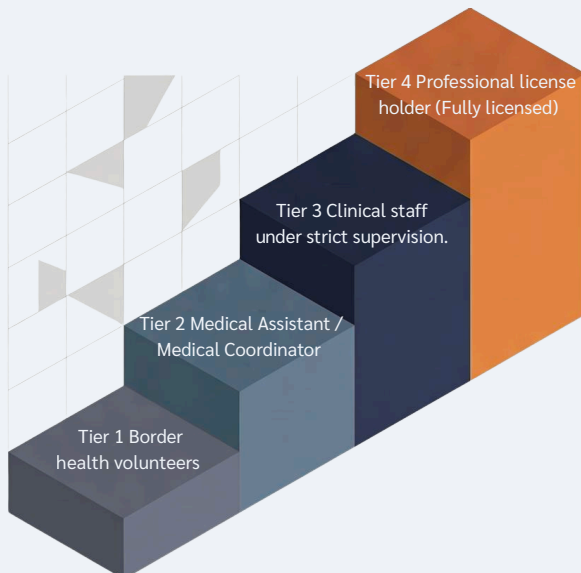 Tier 4 Professional license
holder (Fully licensed)
Tier 3 Clinical staff
under strict supervision.
Tier 2 Medical Assistant /
Medical Coordinator
Tier 1 Border
health volunteers